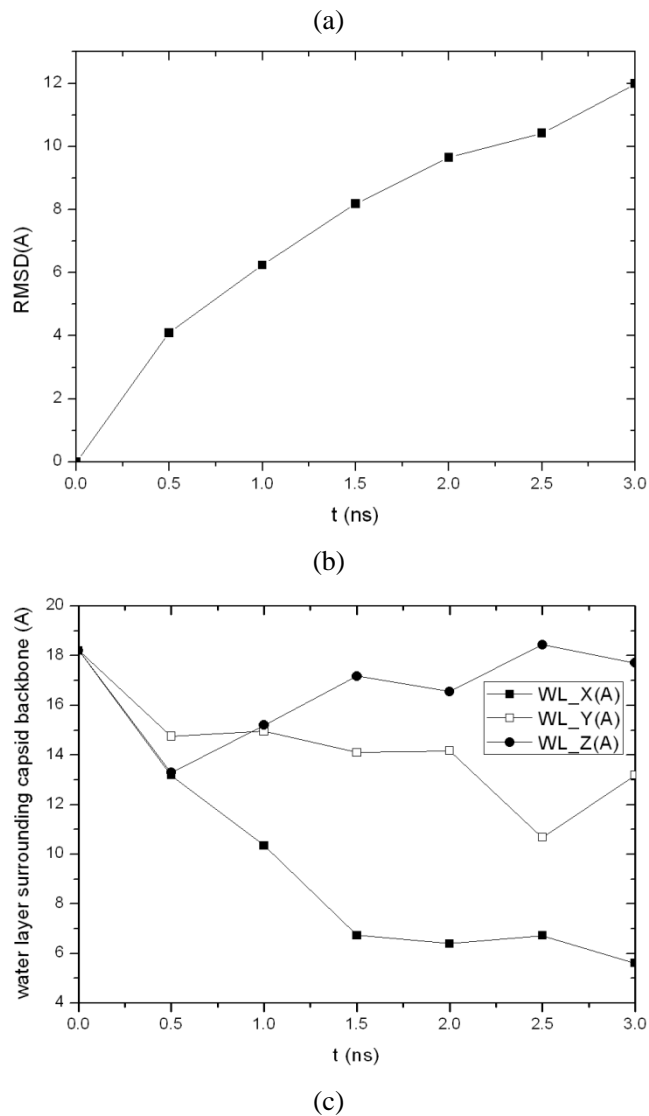 (a)
12
10
8
6
4
2
0
RMSD(A)
0.0 0.5 1.0 1.5 2.0 2.5 3.0
t (ns)
(b)
20
18
16
14
12
10
8
6
4
water layer surrounding capsid backbone (A)
WL_X(A)
WL_Y(A)
WL_Z(A)
0.0 0.5 1.0 1.5 2.0 2.5 3.0
t (ns)
(c)